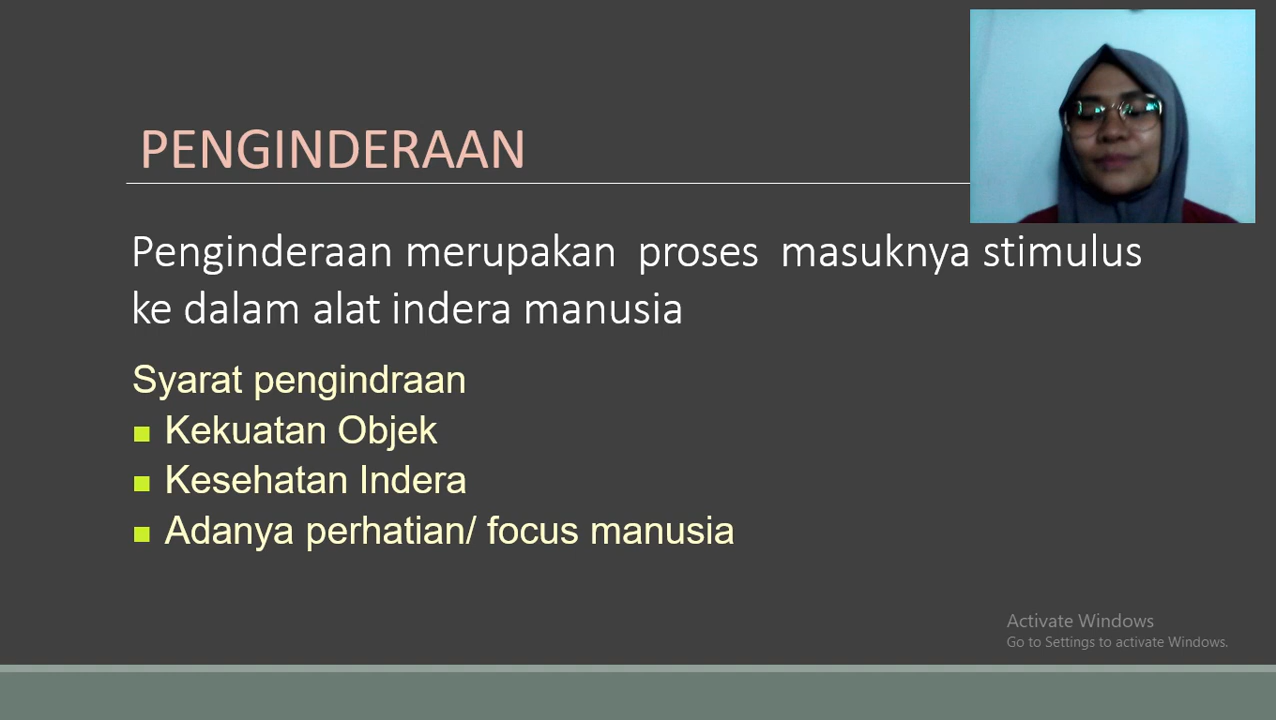 PENGINDERAAN
Penginderaan merupakan proses masuknya stimulus
ke dalam alat indera manusia
Syarat pengindraan
Kekuatan Objek
Kesehatan Indera
Adanya perhatian/ focus manusia
Activate Windows
Go to Settings to activate Windows.